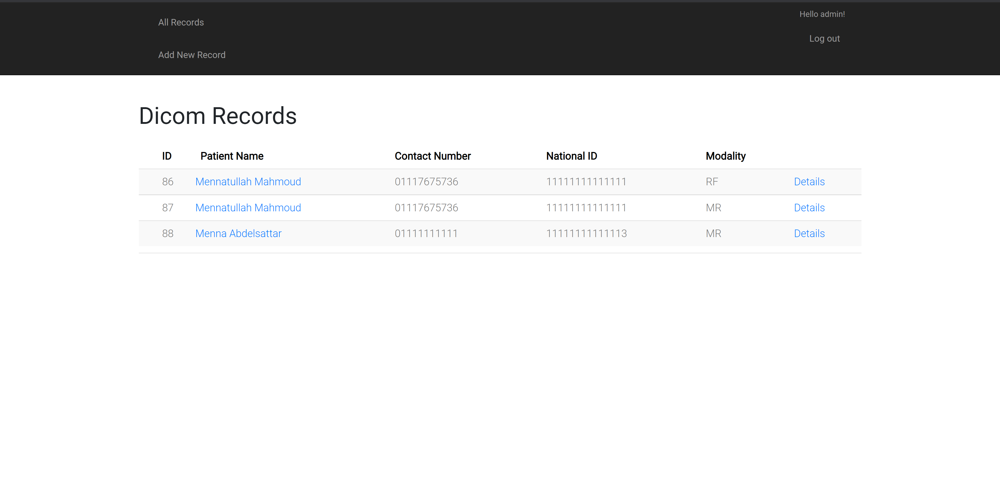 All Records
Hello admin!
Log out
Add New Record
Dicom Records
ID Patient Name Contact Number National ID Modality
86 Mennatullah Mahmoud 01117675736 11111111111111 RF Details
87 Mennatullah Mahmoud 01117675736 11111111111111 MR Details
88 Menna Abdelsattar 01111111111 11111111111113 MR Details